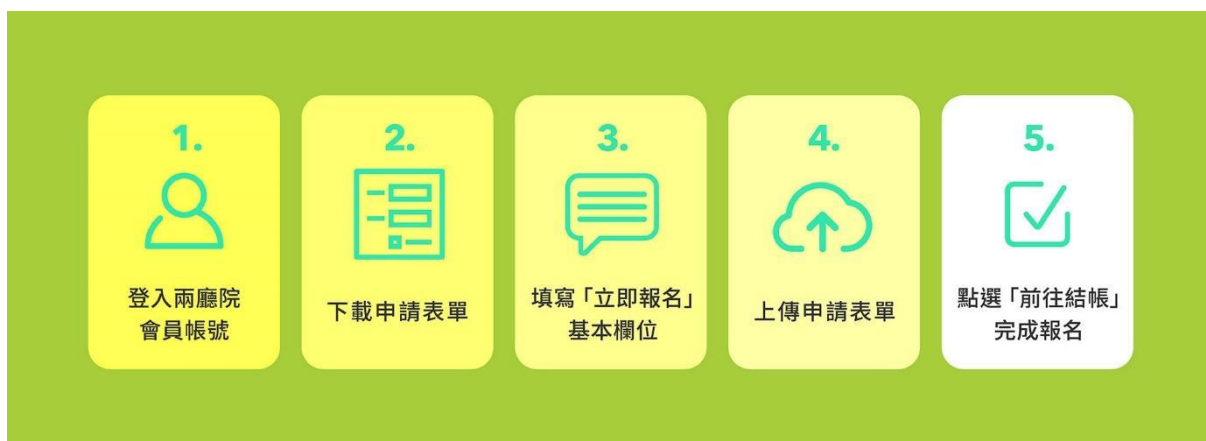 1.
登入兩廳院
會員帳號
2.
下載申請表單
3.
填寫「立即報名」
基本欄位
4.
上傳申請表單
5.
點選「前往結帳」
完成報名